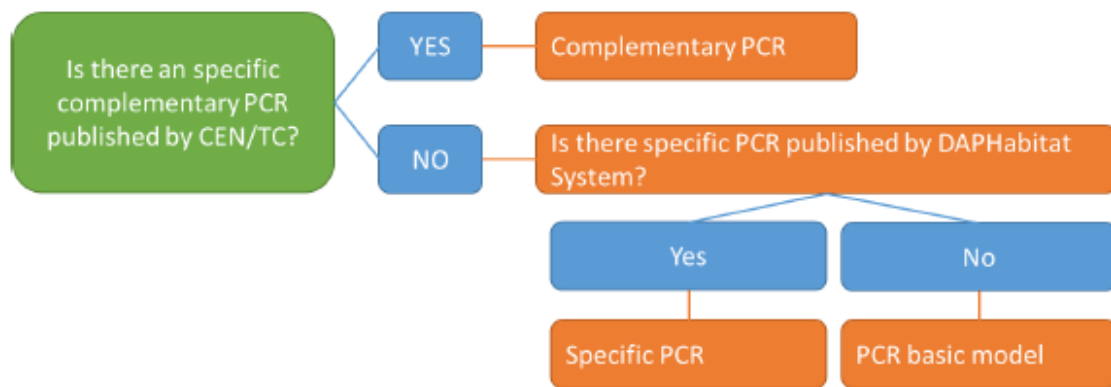 Is there an specific
complementary PCR
published by CEN/TC?
YES
Complementary PCR
NO
Is there specific PCR published by DAPHabitat
System?
Yes
No
Specific PCR
PCR basic model